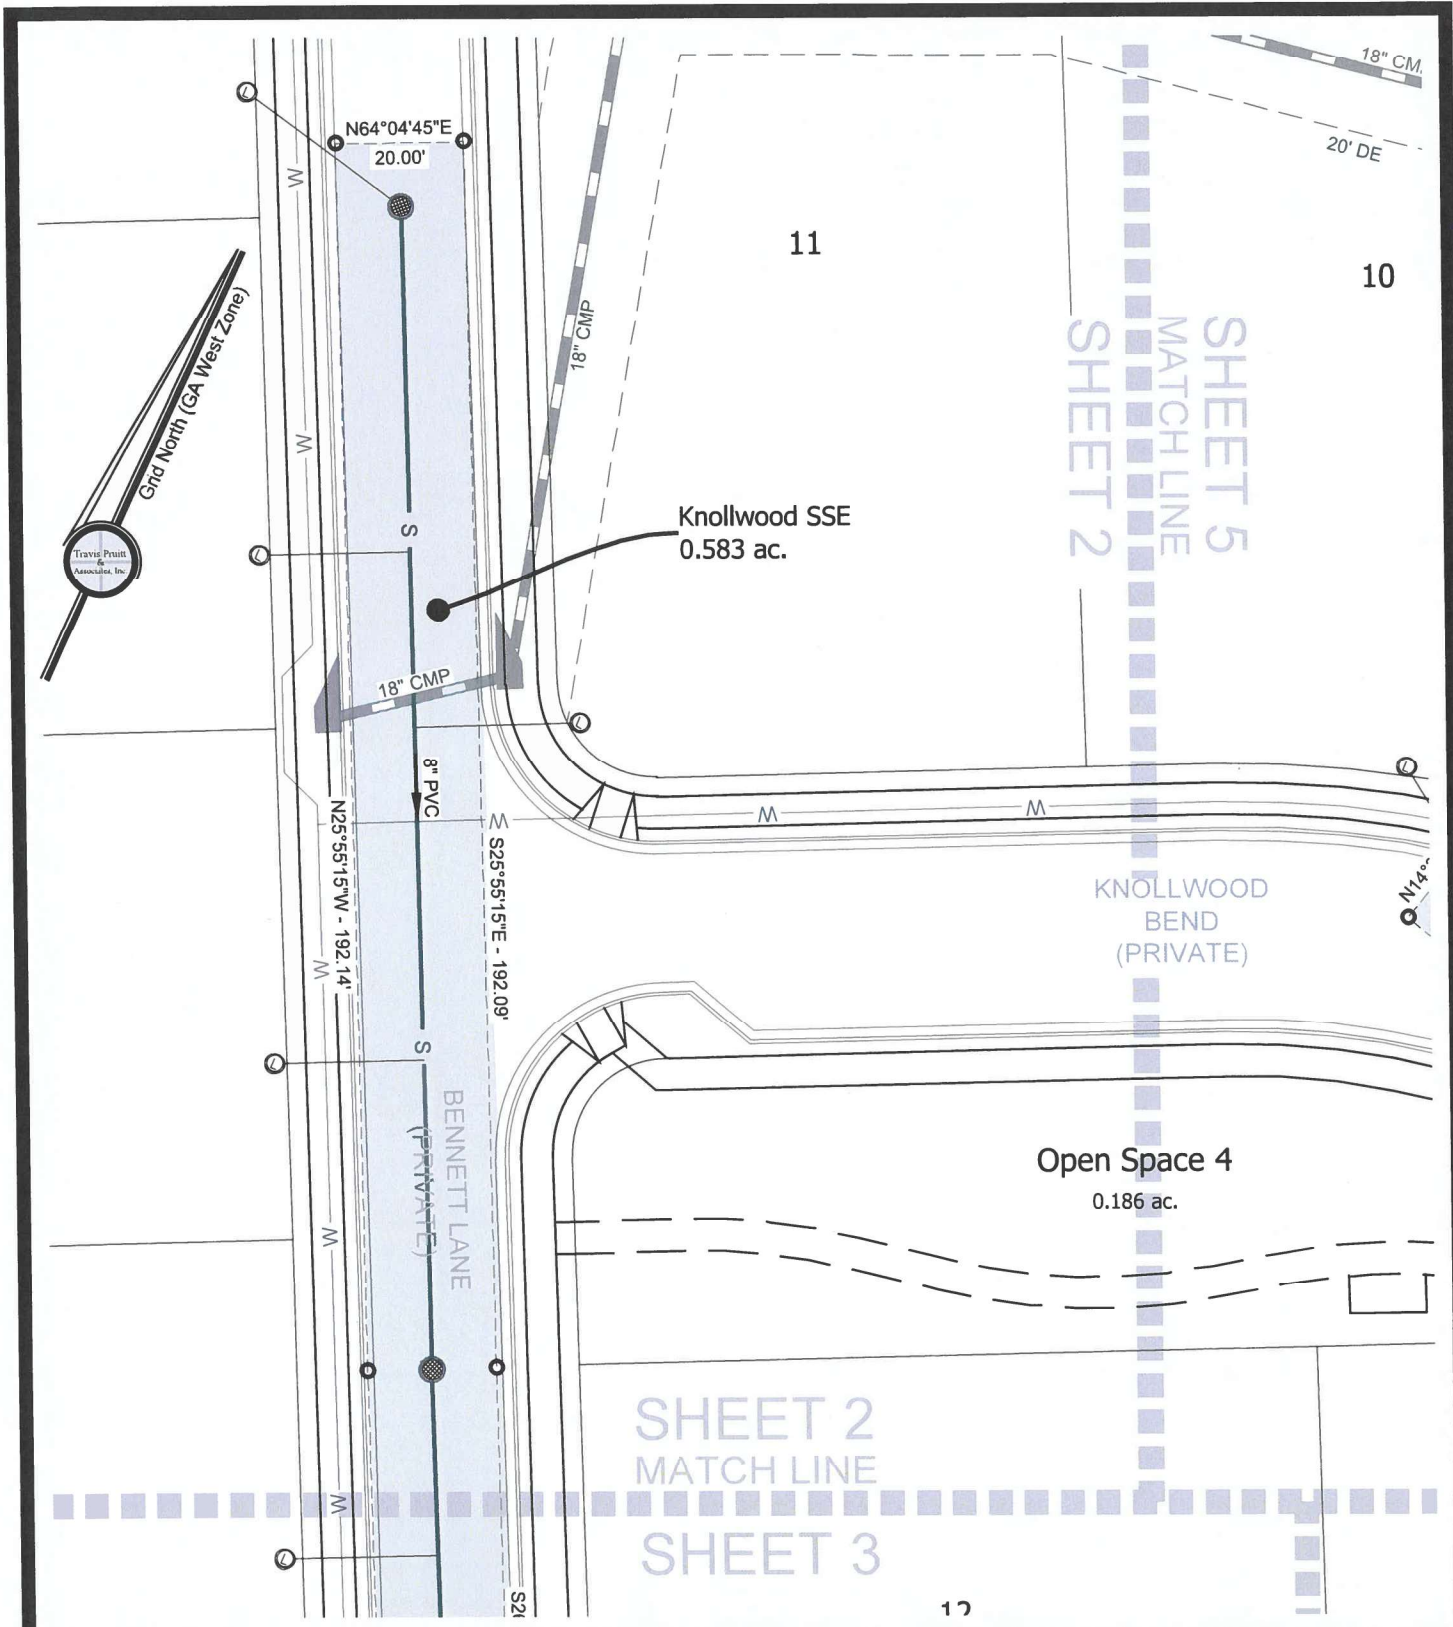 18" CM
N64°04'45"E
20.00'
20' DE
W
11
10
Grid North (GA West Zone)
18" CMP
SHEET 5
MATCH LINE
SHEET 2
W
Travis Pruitt
&
Associates, Inc.
S
Knollwood SSE
0.583 ac.
18" CMP
8" PVC
W
W
W
N25°55'15"W - 192.14'
S25°55'15"E - 192.09'
KNOLLWOOD
BEND
(PRIVATE)
N14°
W
S
BENNETT LANE
(PRIVATE)
Open Space 4
0.186 ac.
W
SHEET 2
MATCH LINE
W
SHEET 3
12